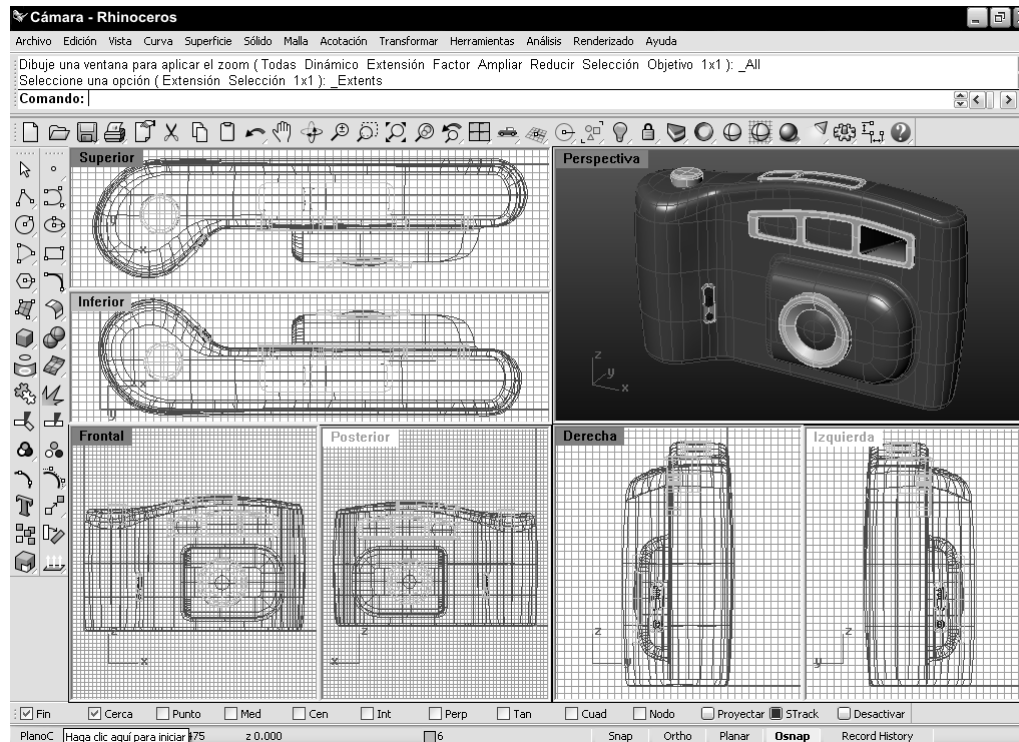 Cámara - Rhinoceros
Archivo Edición Vista Curva Superficie Sólido Malla Acotación Transformar Herramientas Análisis Renderizado Ayuda
Dibuje una ventana para aplicar el zoom ( Todas Dinámico Extensión Factor Ampliar Reducir Selección Objetivo 1x1 ): _All
Seleccione una opción ( Extensión Selección 1x1 ): _Extents
Comando:
Superior
Perspectiva
y
x
z
y
x
Inferior
x
y
Frontal
Posterior
Derecha
Izquierda
z
x
z
x
z
y
z
y
Fin Cerca Punto Med Cen Int Perp Tan Cuad Nodo Proyectar STrack Desactivar
PlanoC Haga clic aquí para iniciar 75 z 0.000 6 Snap Ortho Planar Osnap Record History